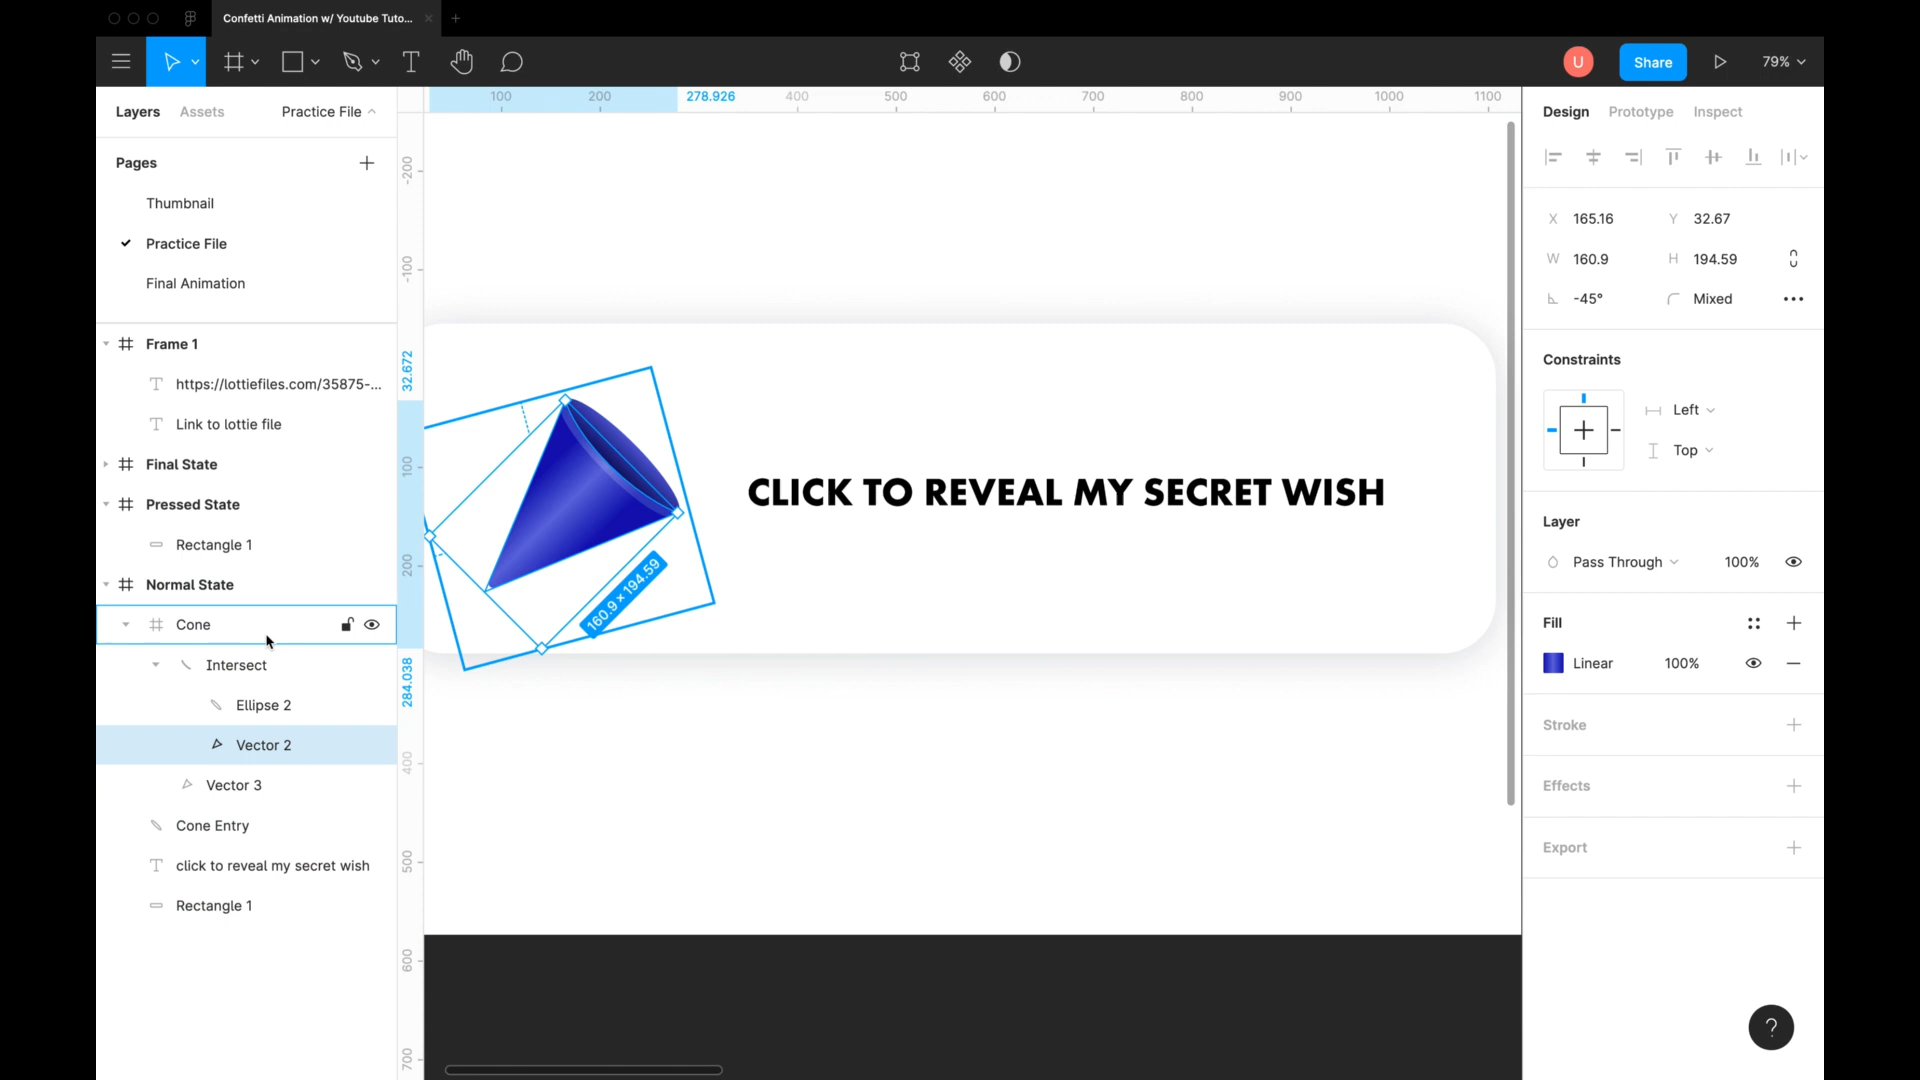 Confetti Animation w/ Youtube Tuto...
U
Share
79%
Layers
Assets
Practice File
Pages
Thumbnail
Practice File
Final Animation
Frame 1
https://lottiefiles.com/35875-...
Link to lottie file
Final State
Pressed State
Rectangle 1
Normal State
Cone
Intersect
Ellipse 2
Vector 2
Vector 3
Cone Entry
click to reveal my secret wish
Rectangle 1
100
200
278.926
400
500
600
700
800
900
1000
1100
-200
-100
32.672
100
200
284.038
400
500
600
700
CLICK TO REVEAL MY SECRET WISH
160.9 × 194.59
Design
Prototype
Inspect
X 165.16
Y 32.67
W 160.9
H 194.59
-45°
Mixed
Constraints
Left
Top
Layer
Pass Through
100%
Fill
Linear
100%
Stroke
Effects
Export
?